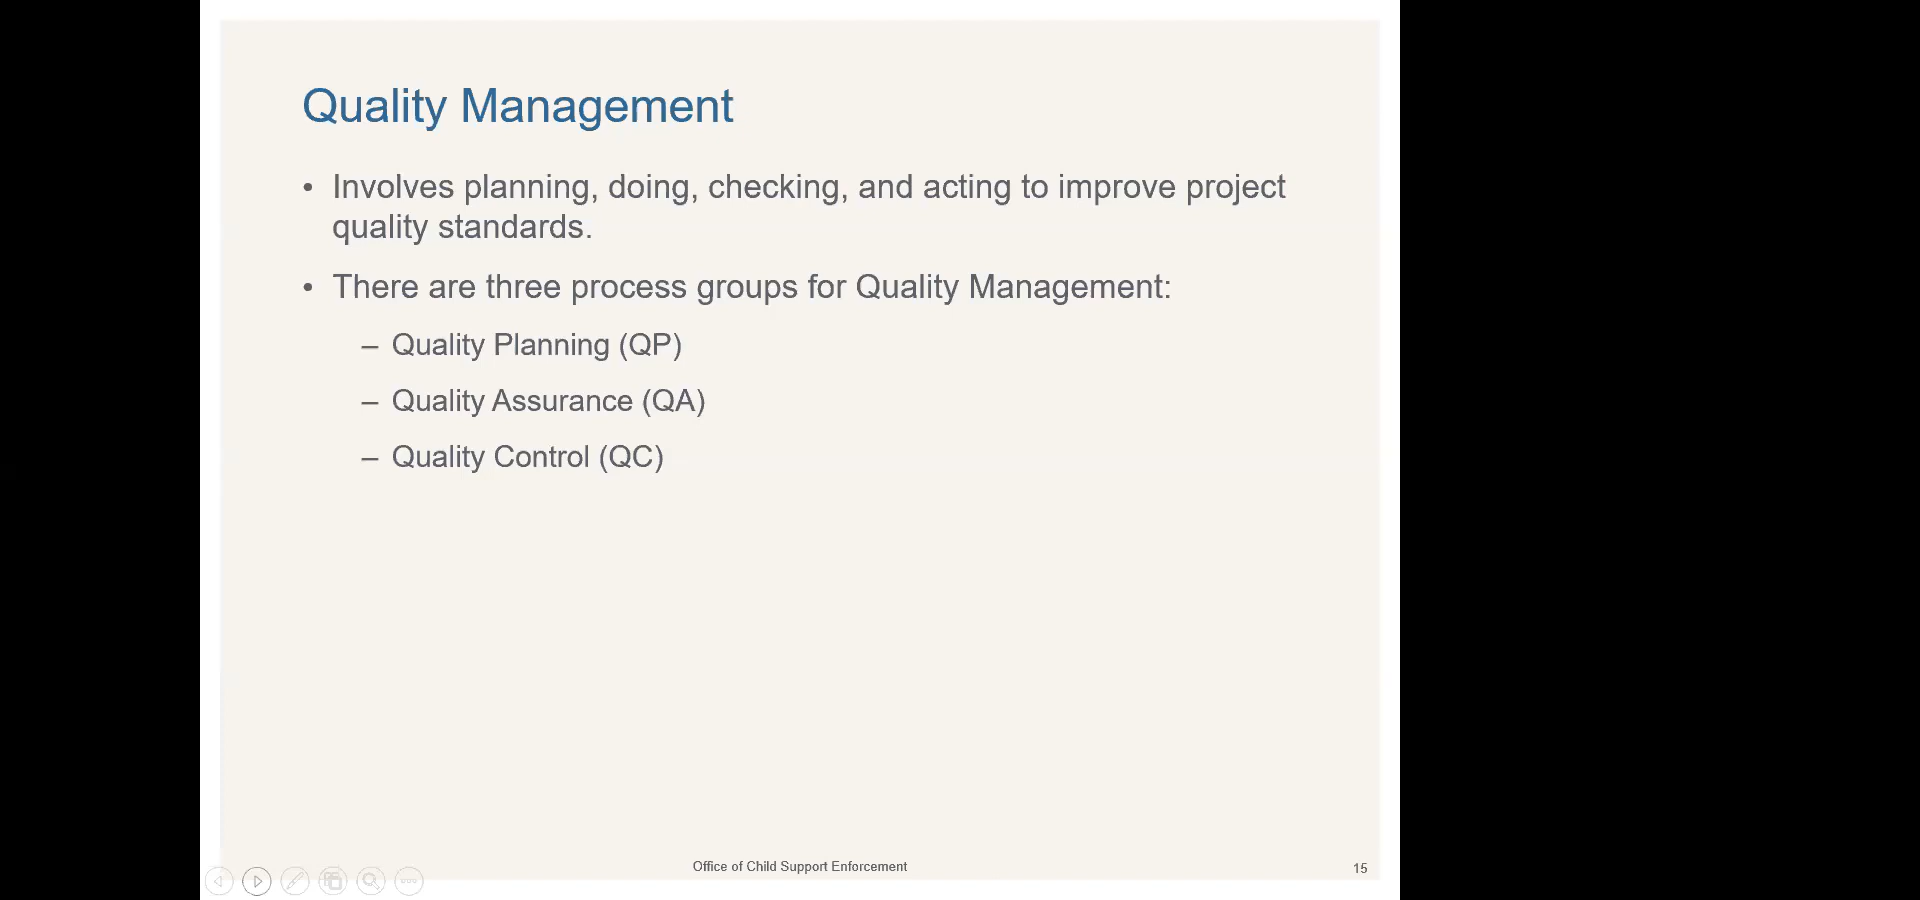 Quality Management
• Involves planning, doing, checking, and acting to improve project
quality standards.
• There are three process groups for Quality Management:
– Quality Planning (QP)
– Quality Assurance (QA)
– Quality Control (QC)
Office of Child Support Enforcement
15